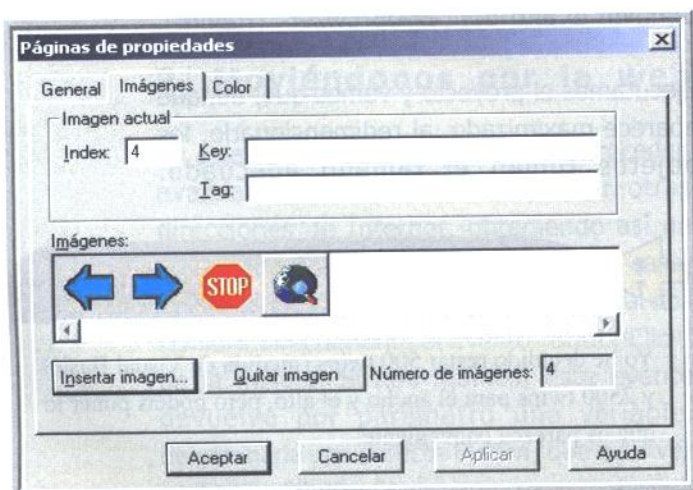 Páginas de propiedades
General Imágenes Color
Imagen actual
Index: 4 Key:
Tag:
Imágenes:
STOP
Insertar imagen... Quitar imagen Número de imágenes: 4
Aceptar Cancelar Aplicar Ayuda